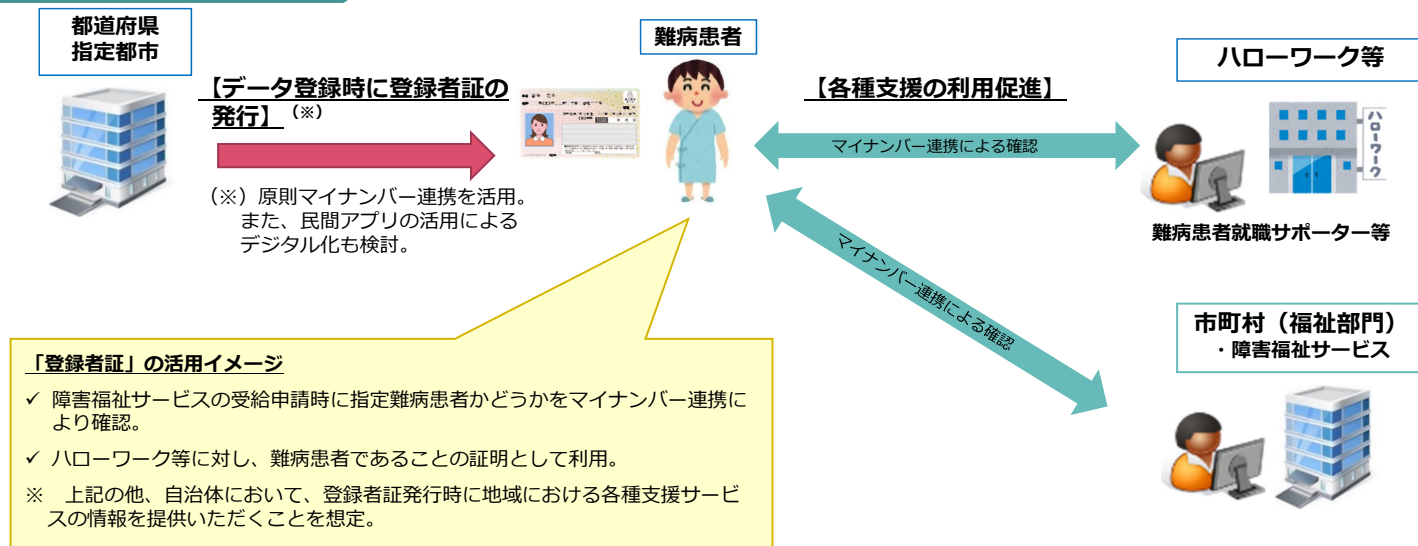 都道府県
指定都市
難病患者
ハローワーク等
【データ登録時に登録者証の
発行】（※）
【各種支援の利用促進】
マイナンバー連携による確認
ハローワーク
（※）原則マイナンバー連携を活用。
また、民間アプリの活用による
デジタル化も検討。
難病患者就職サポーター等
マイナンバー連携による確認
市町村（福祉部門）
・障害福祉サービス
「登録者証」の活用イメージ
✓ 障害福祉サービスの受給申請時に指定難病患者かどうかをマイナンバー連携に
より確認。
✓ ハローワーク等に対し、難病患者であることの証明として利用。
※　上記の他、自治体において、登録者証発行時に地域における各種支援サービ
スの情報を提供いただくことを想定。